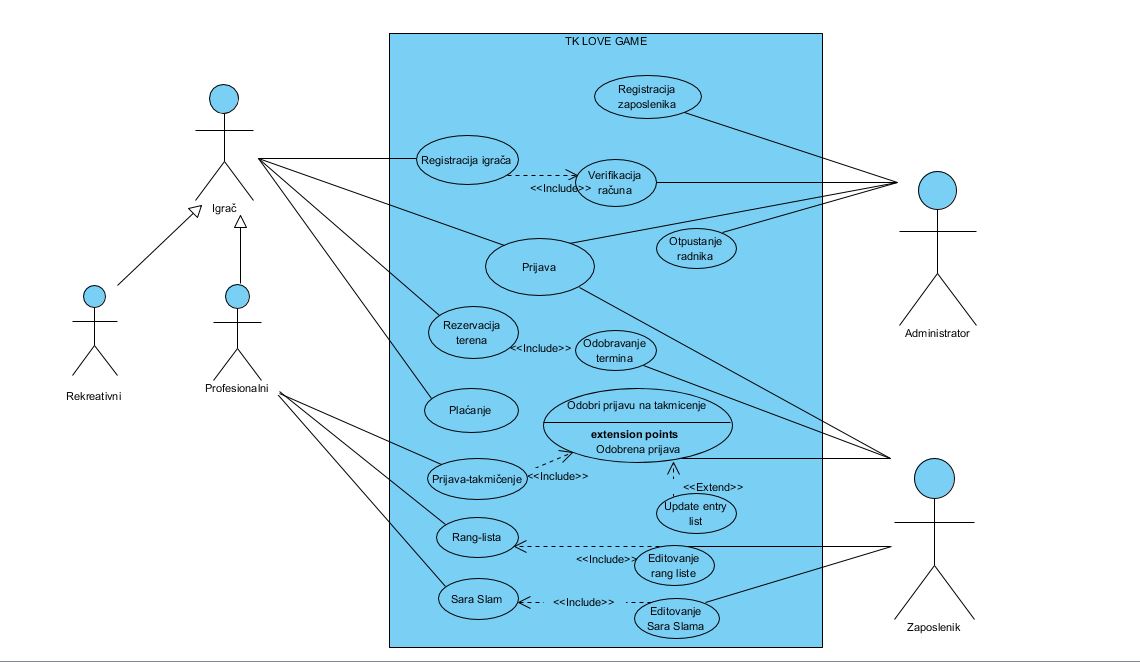 TK LOVE GAME
Registracija
zaposlenika
Registracija igrača
<<Include>>
Verifikacija
računa
Igrač
Otpustanje
radnika
Prijava
Administrator
Rekreativni
Profesionalni
Rezervacija
terena
<<Include>>
Odobravanje
termina
Plaćanje
Odobri prijavu na takmicenje
extension points
Odobrena prijava
Prijava-takmičenje
<<Include>>
<<Extend>>
Update entry
list
Rang-lista
<<Include>>
Editovanje
rang liste
Sara Slam
<<Include>>
Editovanje
Sara Slama
Zaposlenik